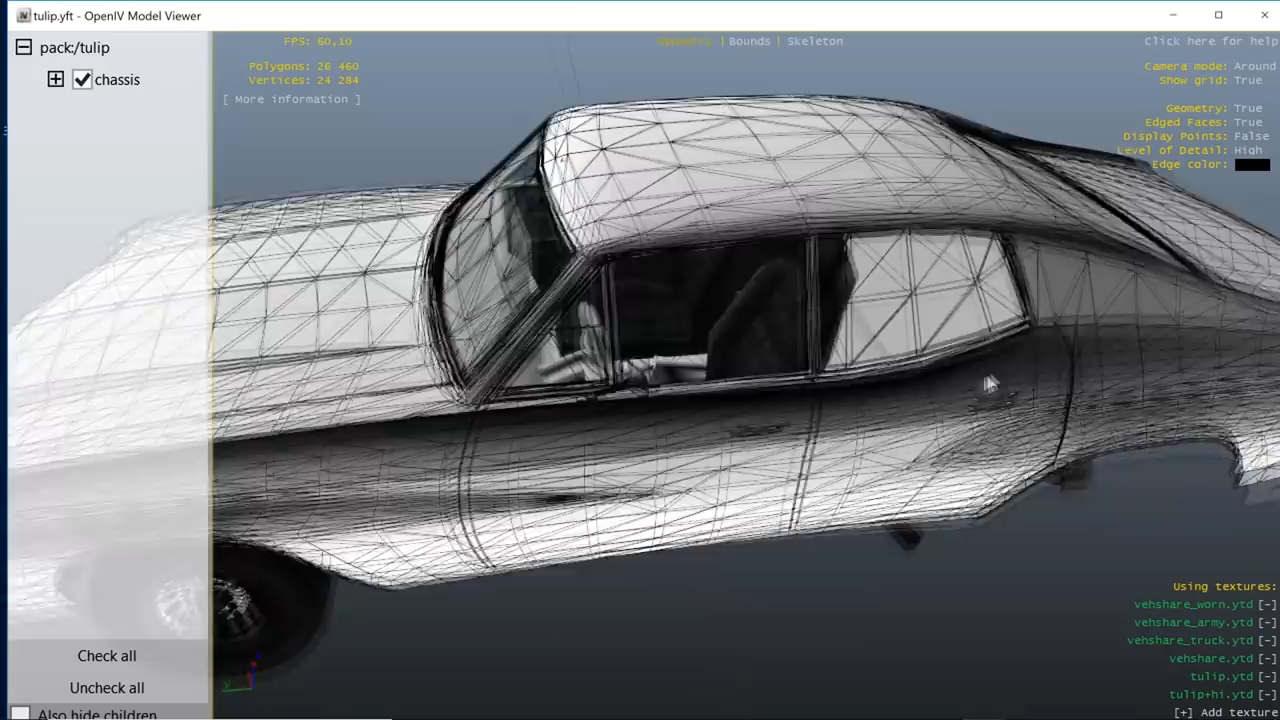 tulip.yft - OpenIV Model Viewer
pack:/tulip
chassis
FPS: 60,10
Polygons: 26 460
Vertices: 24 284
[ More information ]
Geometry | Bounds | Skeleton
Click here for help
Camera mode: Around
Show grid: True
Geometry: True
Edged Faces: True
Display Points: False
Level of Detail: High
Edge color:
Using textures:
vehshare_worn.ytd [-]
vehshare_army.ytd [-]
vehshare_truck.ytd [-]
vehshare.ytd [-]
tulip.ytd [-]
tulip+hi.ytd [-]
[+] Add texture
Check all
Uncheck all
Also hide children
y